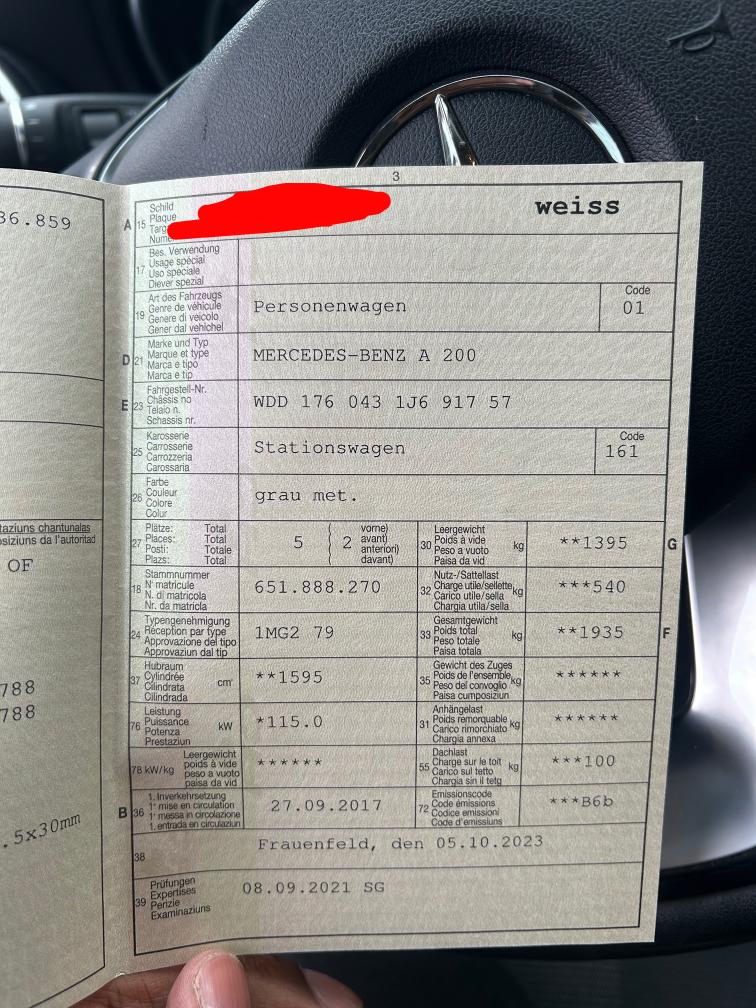 3
36.859
A 15 Schild
Plaque
Targ
Num
weiss
17 Bes. Verwendung
Usage spécial
Uso speciale
Diever spezial
19 Art des Fahrzeugs
Genre de véhicule
Genere di veicolo
Gener dal vehichel
Personenwagen
Code
01
D 21 Marke und Typ
Marque et type
Marca e tipo
Marca e tip
MERCEDES-BENZ A 200
E 23 Fahrgestell-Nr.
Châssis no
Telaio n.
Schassis nr.
WDD 176 043 1J6 917 57
25 Karosserie
Carrosserie
Carrozzeria
Carossaria
Stationswagen
Code
161
26 Farbe
Couleur
Colore
Colur
grau met.
27 Plätze: Total
Places: Total
Posti: Totale
Plazs: Total
5 ( 2 vorne)
avant)
anteriori)
davant)
30 Leergewicht
Poids à vide
Peso a vuoto
Paisa da vid
kg
**1395
G
18 Stammnummer
N° matricule
N. di matricola
Nr. da matricla
651.888.270
32 Nutz-/Sattellast
Charge utile/sellette
Carico utile/sella
Chargia utila/sella
kg
***540
24 Typengenehmigung
Réception par type
Approvazione del tipo
Approvaziun dal tip
1MG2 79
33 Gesamtgewicht
Poids total
Peso totale
Paisa totala
kg
**1935
F
37 Hubraum
Cylindrée
Cilindrata
Cilindrada
cm³
**1595
35 Gewicht des Zuges
Poids de l'ensemble
Peso del convoglio
Paisa cumposiziun
kg
******
76 Leistung
Puissance
Potenza
Prestaziun
kW
*115.0
31 Anhängelast
Poids remorquable
Carico rimorchiato
Chargia annexa
kg
******
78 kW/kg Leergewicht
poids à vide
peso a vuoto
paisa da vid
******
55 Dachlast
Charge sur le toit
Carico sul tetto
Chargia sin il tetg
kg
***100
B 36 1. Inverkehrsetzung
1re mise en circulation
1a messa in circolazione
1. entrada en circulaziun
27.09.2017
72 Emissionscode
Code émissions
Codice emissioni
Code d'emissiuns
***B6b
38 Frauenfeld, den 05.10.2023
39 Prüfungen
Expertises
Perizie
Examinaziuns
08.09.2021 SG
taziuns chantunalas
osiziuns da l'autoritad
OF
788
788
.5x30mm